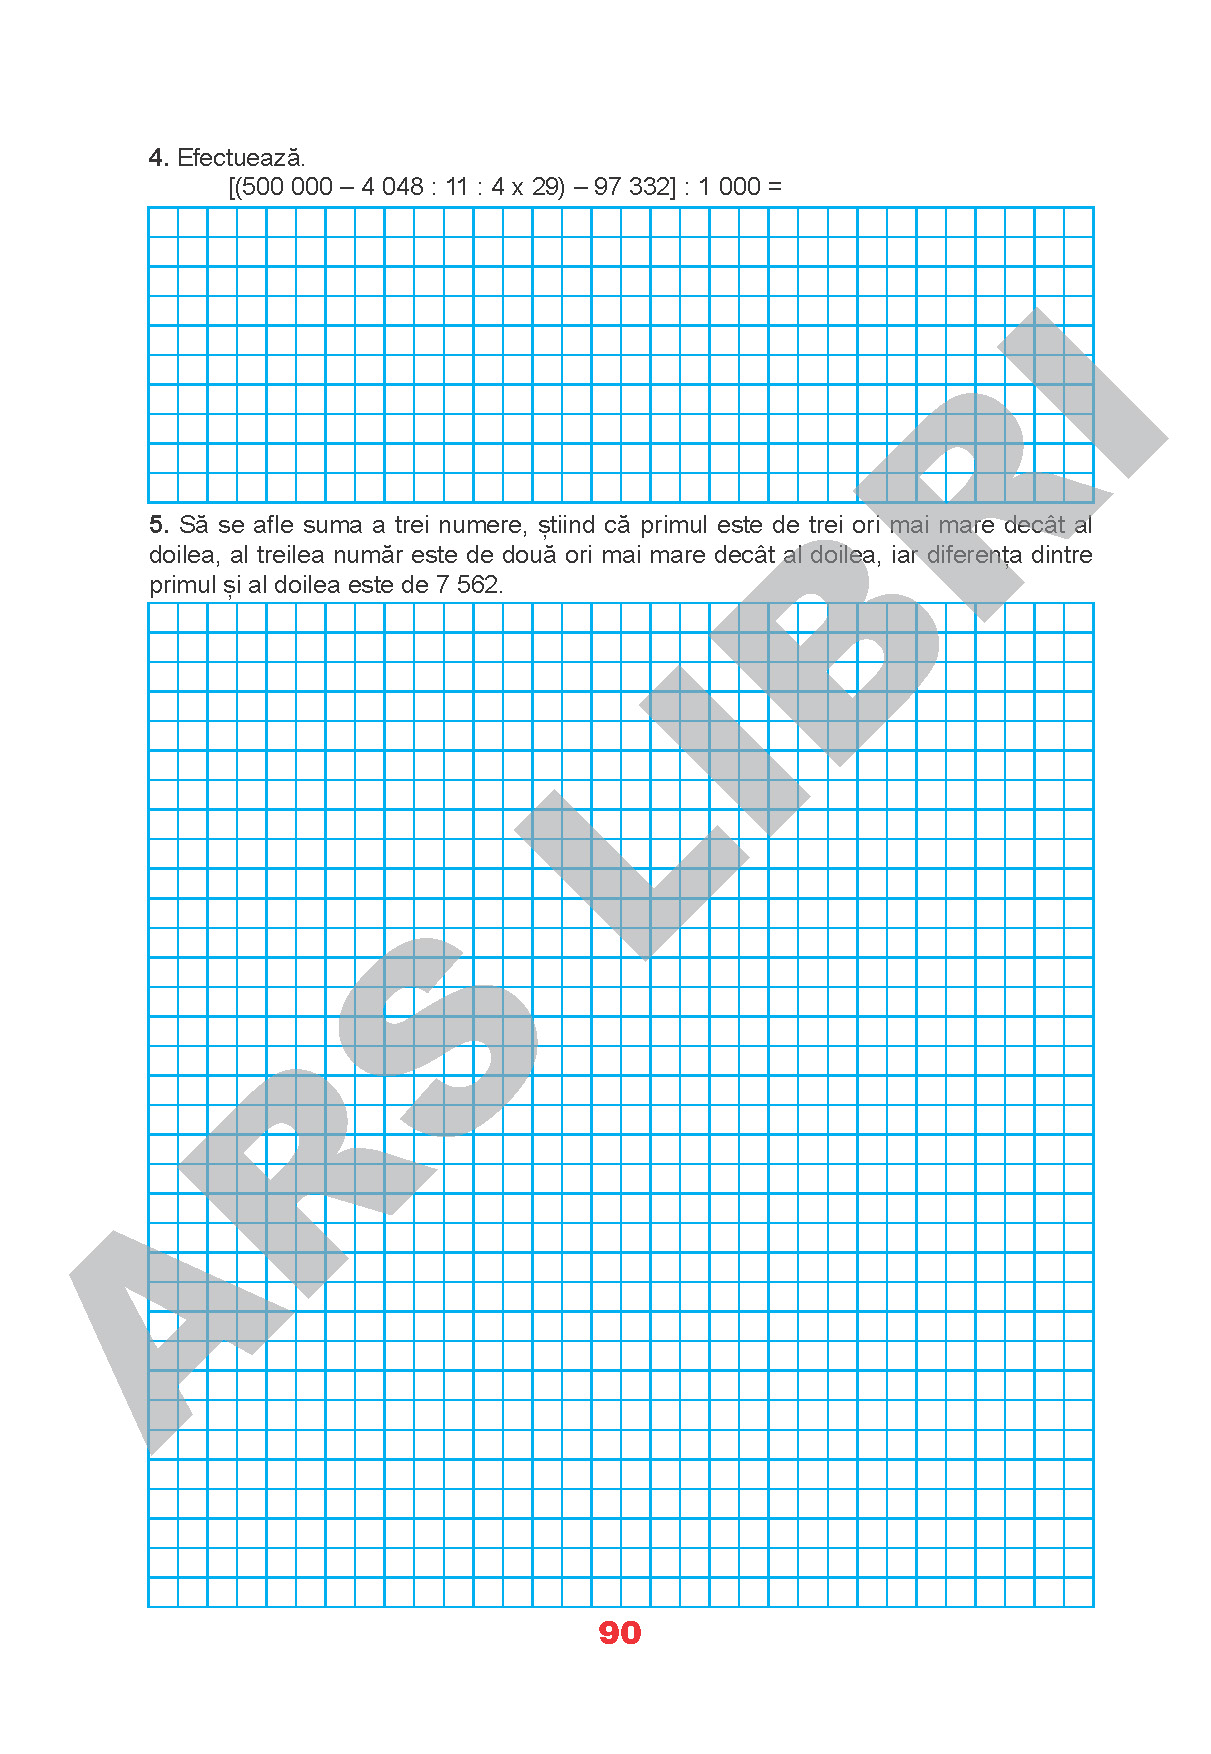 4. Efectuează.
[(500 000 – 4 048 : 11 : 4 x 29) – 97 332] : 1 000 =
5. Să se afle suma a trei numere, știind că primul este de trei ori mai mare decât al
doilea, al treilea număr este de două ori mai mare decât al doilea, iar diferența dintre
primul și al doilea este de 7 562.
ARS LIBRI
90